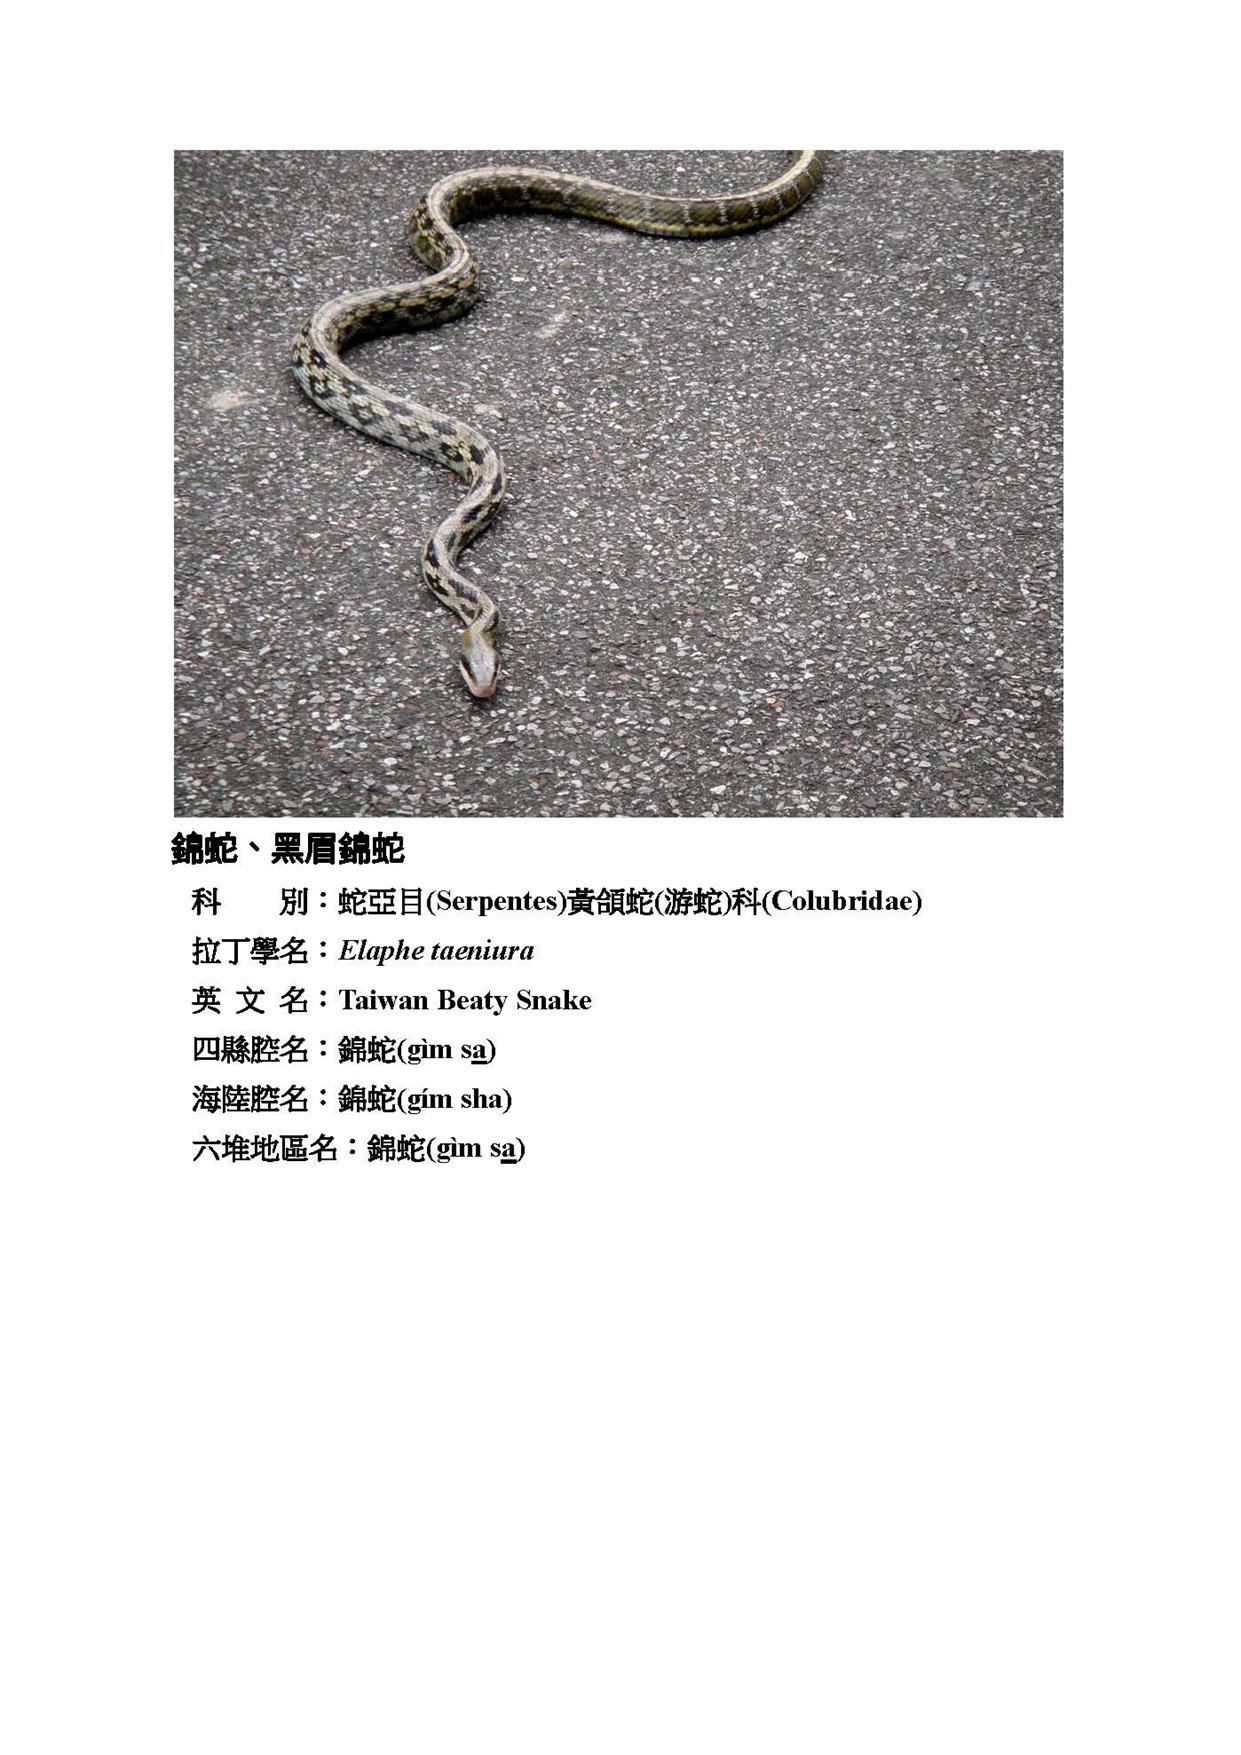 錦蛇、黑眉錦蛇
科　　別：蛇亞目(Serpentes)黃頷蛇(游蛇)科(Colubridae)
拉丁學名：Elaphe taeniura
英 文 名：Taiwan Beaty Snake
四縣腔名：錦蛇(gìm sa)
海陸腔名：錦蛇(gím sha)
六堆地區名：錦蛇(gìm sa)